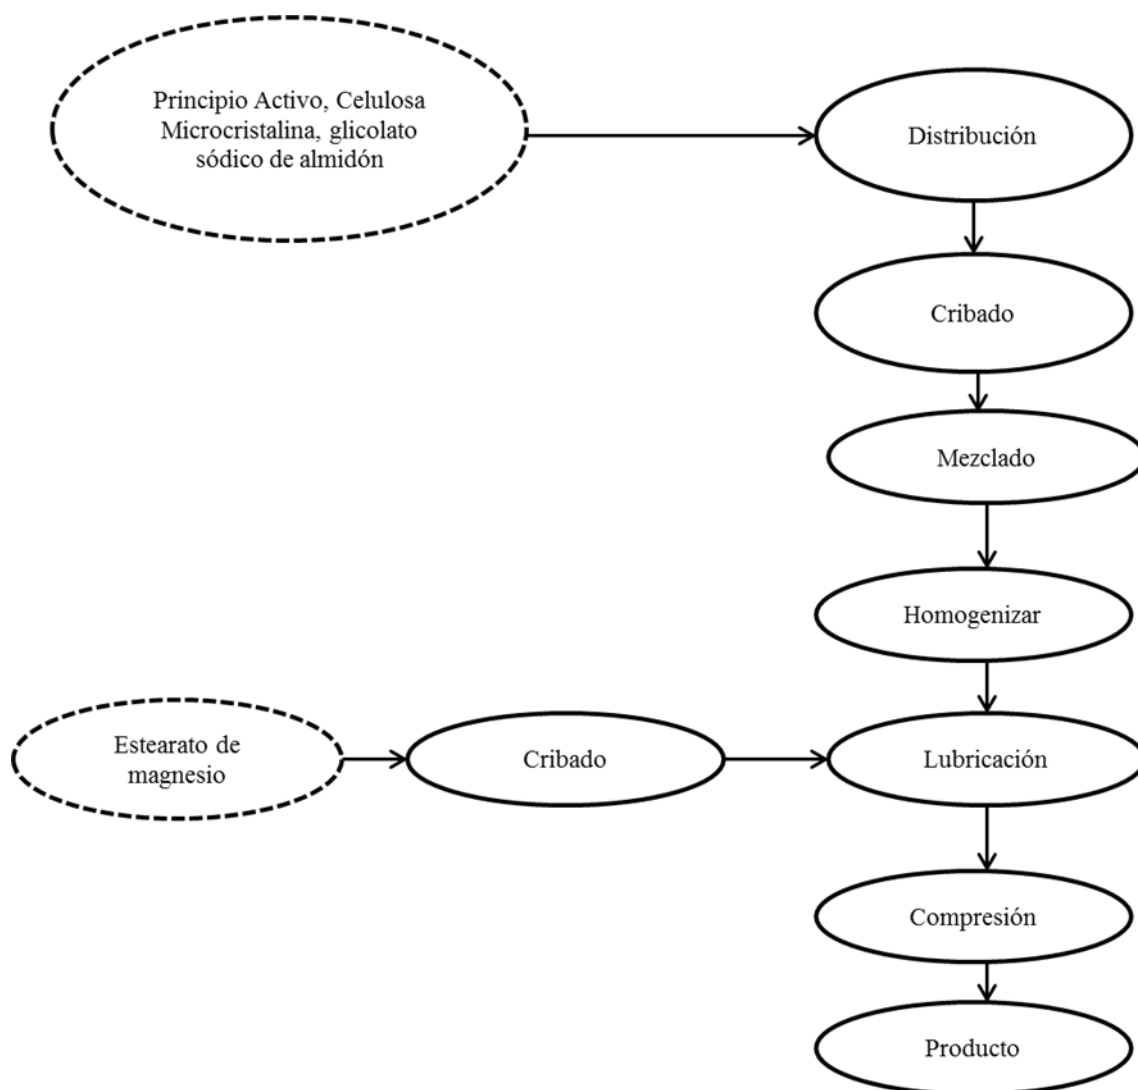 Principio Activo, Celulosa
Microcristalina, glicolato
sódico de almidón
Distribución
Cribado
Mezclado
Homogenizar
Estearato de
magnesio
Cribado
Lubricación
Compresión
Producto